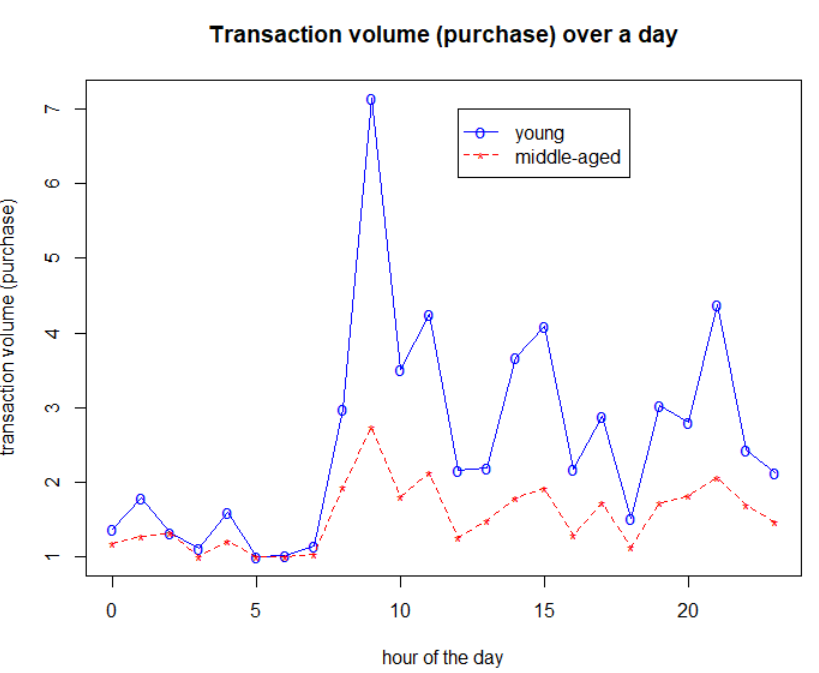 Transaction volume (purchase) over a day
transaction volume (purchase)
7
6
5
4
3
2
1
young
middle-aged
0 5 10 15 20
hour of the day